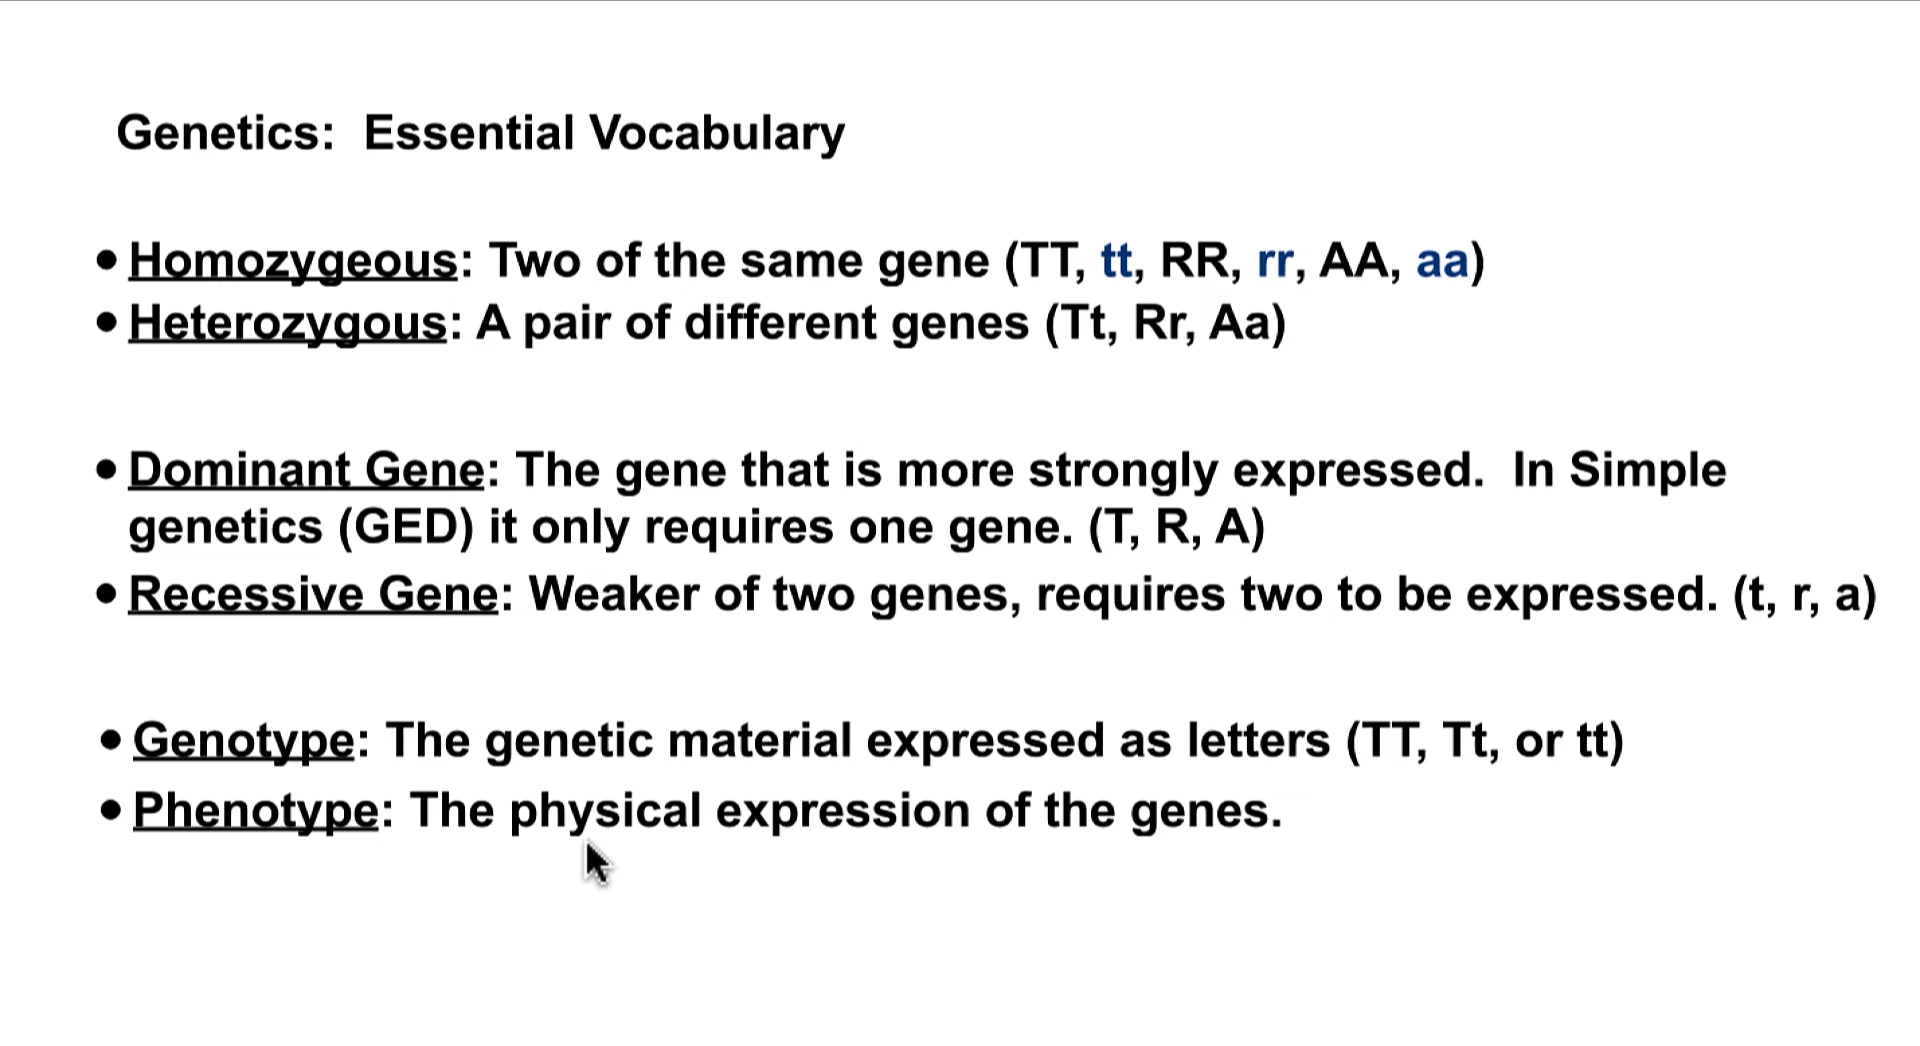 Genetics:  Essential Vocabulary
• Homozygeous: Two of the same gene (TT, tt, RR, rr, AA, aa)
• Heterozygous: A pair of different genes (Tt, Rr, Aa)
• Dominant Gene: The gene that is more strongly expressed.  In Simple
genetics (GED) it only requires one gene. (T, R, A)
• Recessive Gene: Weaker of two genes, requires two to be expressed. (t, r, a)
• Genotype: The genetic material expressed as letters (TT, Tt, or tt)
• Phenotype: The physical expression of the genes.